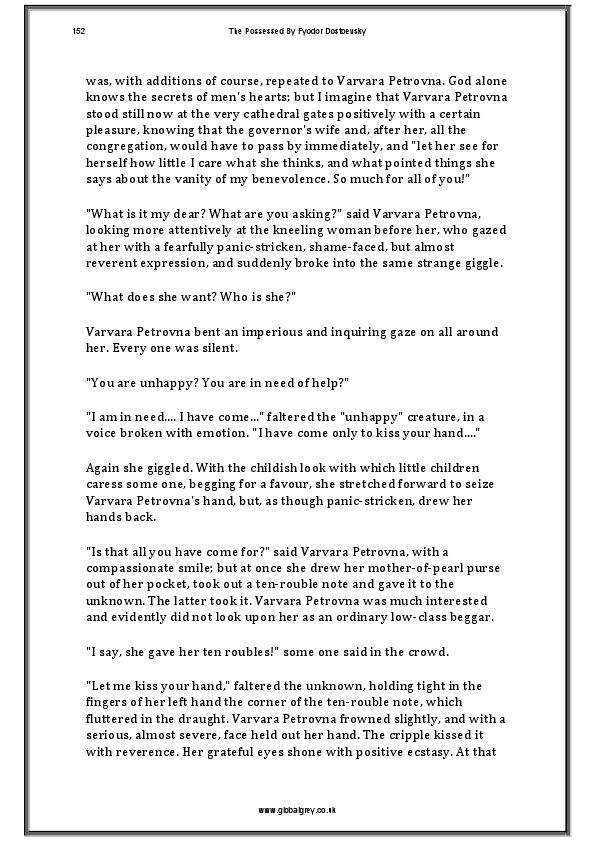 152
The Possessed By Fyodor Dostoevsky
was, with additions of course, repeated to Varvara Petrovna. God alone
knows the secrets of men's hearts; but I imagine that Varvara Petrovna
stood still now at the very cathedral gates positively with a certain
pleasure, knowing that the governor's wife and, after her, all the
congregation, would have to pass by immediately, and "let her see for
herself how little I care what she thinks, and what pointed things she
says about the vanity of my benevolence. So much for all of you!"
"What is it my dear? What are you asking?" said Varvara Petrovna,
looking more attentively at the kneeling woman before her, who gazed
at her with a fearfully panic-stricken, shame-faced, but almost
reverent expression, and suddenly broke into the same strange giggle.
"What does she want? Who is she?"
Varvara Petrovna bent an imperious and inquiring gaze on all around
her. Every one was silent.
"You are unhappy? You are in need of help?"
"I am in need.... I have come..." faltered the "unhappy" creature, in a
voice broken with emotion. "I have come only to kiss your hand...."
Again she giggled. With the childish look with which little children
caress some one, begging for a favour, she stretched forward to seize
Varvara Petrovna's hand, but, as though panic-stricken, drew her
hands back.
"Is that all you have come for?" said Varvara Petrovna, with a
compassionate smile; but at once she drew her mother-of-pearl purse
out of her pocket, took out a ten-rouble note and gave it to the
unknown. The latter took it. Varvara Petrovna was much interested
and evidently did not look upon her as an ordinary low-class beggar.
"I say, she gave her ten roubles!" some one said in the crowd.
"Let me kiss your hand," faltered the unknown, holding tight in the
fingers of her left hand the corner of the ten-rouble note, which
fluttered in the draught. Varvara Petrovna frowned slightly, and with a
serious, almost severe, face held out her hand. The cripple kissed it
with reverence. Her grateful eyes shone with positive ecstasy. At that
www.globalgrey.co.uk